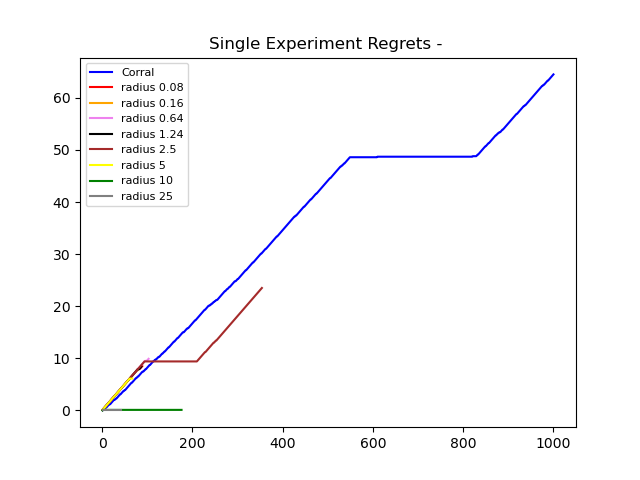 Single Experiment Regrets -
Corral
radius 0.08
radius 0.16
radius 0.64
radius 1.24
radius 2.5
radius 5
radius 10
radius 25
60
50
40
30
20
10
0
0 200 400 600 800 1000